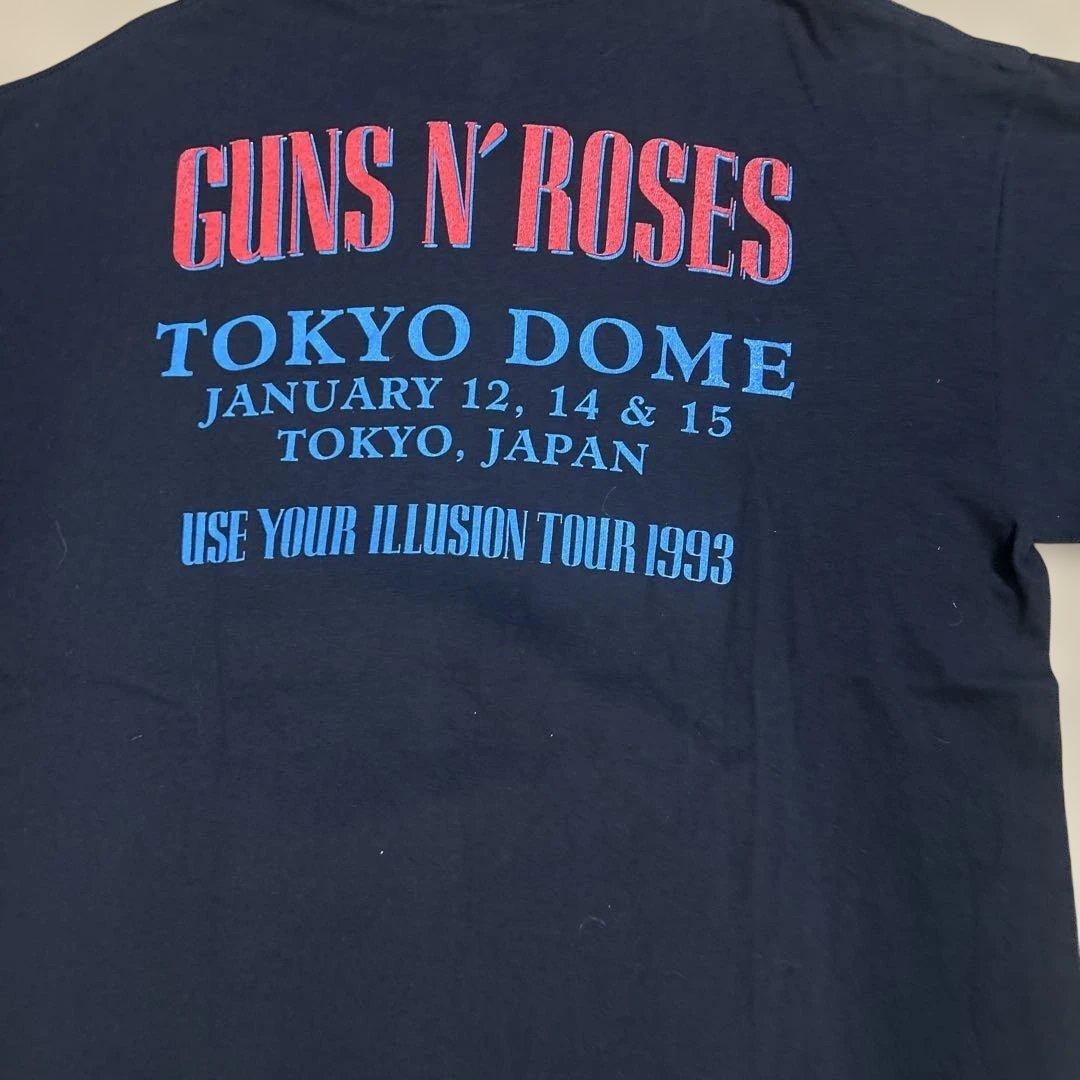 GUNS N' ROSES
TOKYO DOME
JANUARY 12, 14 & 15
TOKYO, JAPAN
USE YOUR ILLUSION TOUR 1993